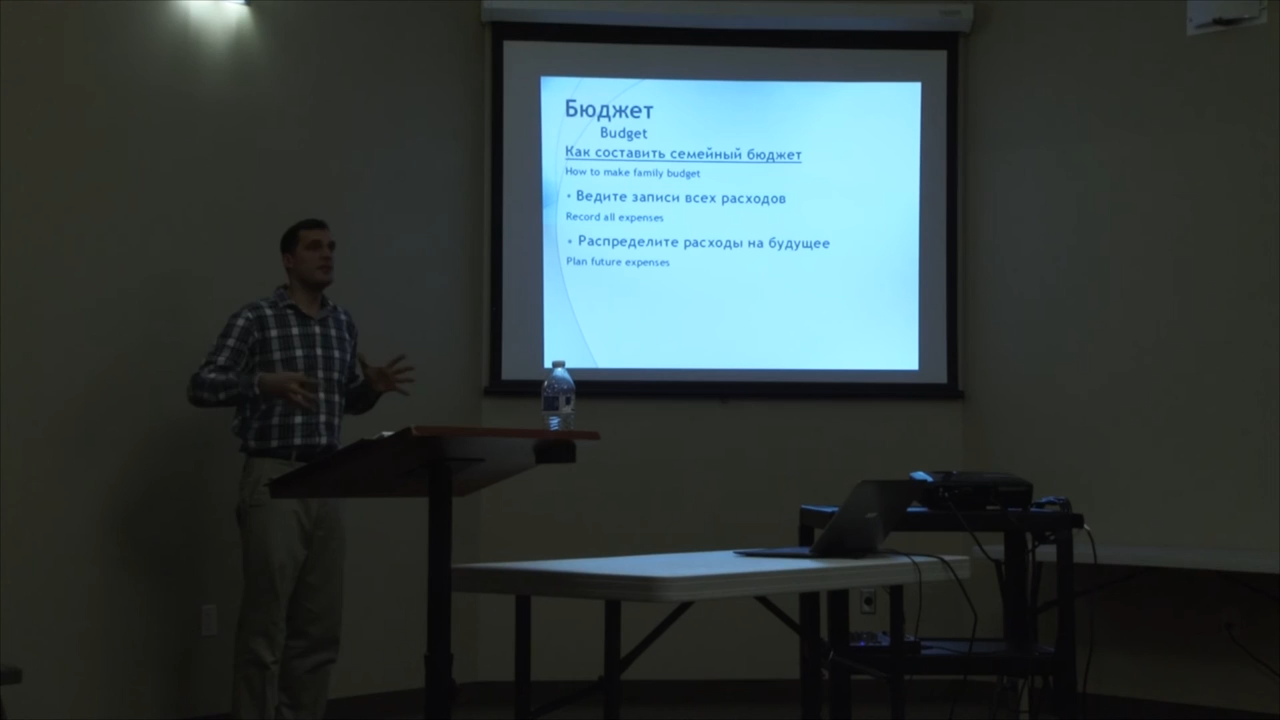 Бюджет
Budget
Как составить семейный бюджет
How to make family budget
• Ведите записи всех расходов
Record all expenses
• Распределите расходы на будущее
Plan future expenses